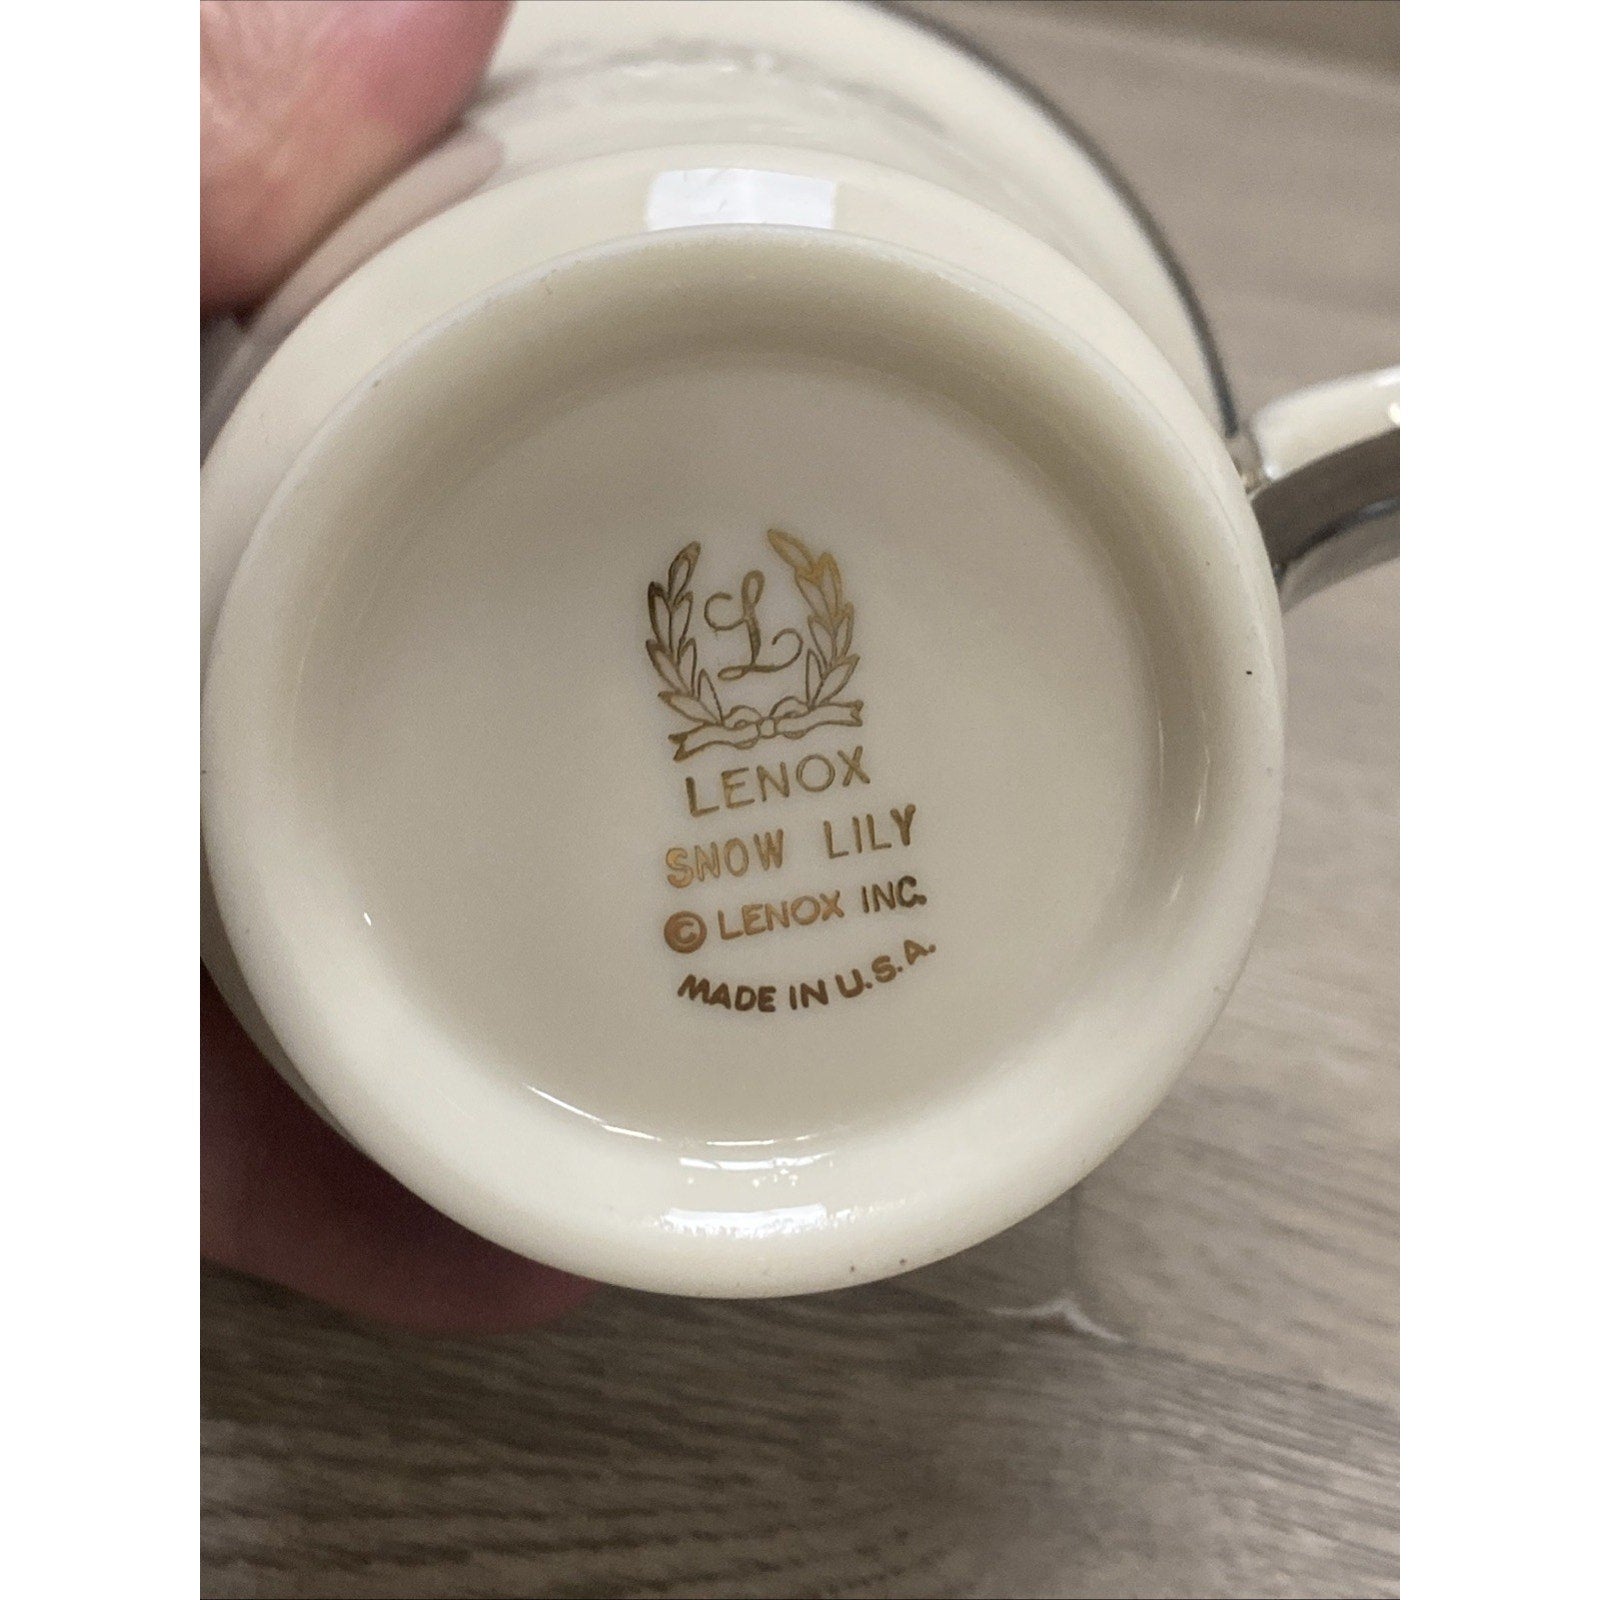 L
LENOX
SNOW LILY
© LENOX INC.
MADE IN U.S.A.